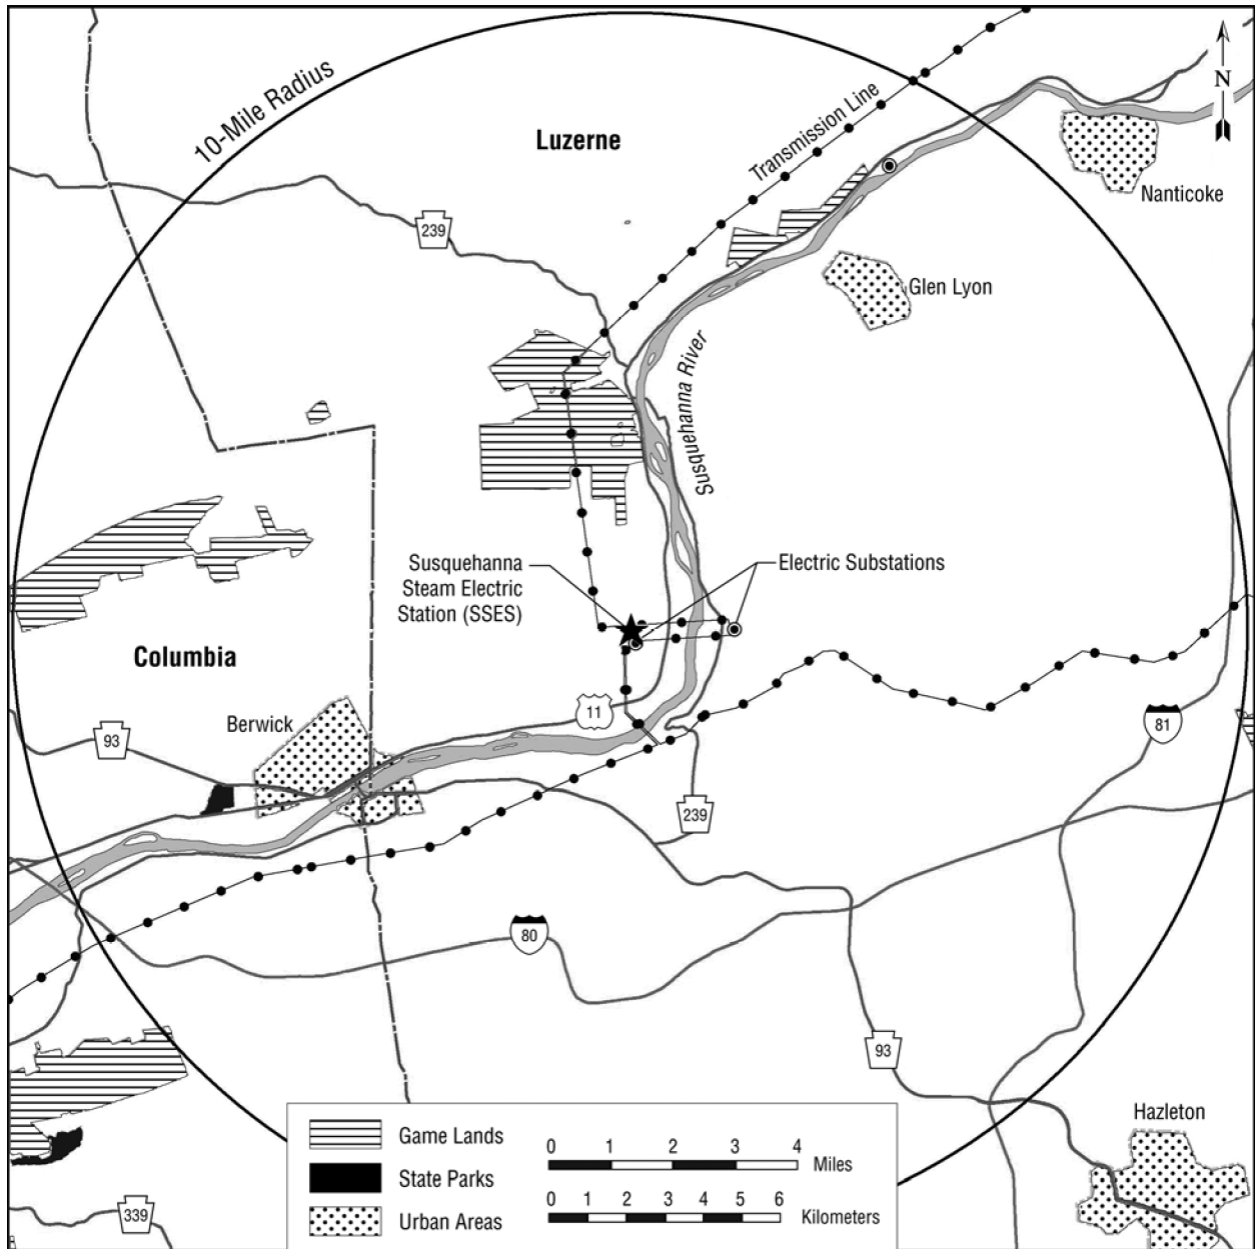 10-Mile Radius
Luzerne
Transmission Line
N
Nanticoke
239
Glen Lyon
Susquehanna River
Susquehanna
Steam Electric
Station (SSES)
Electric Substations
Columbia
Berwick
93
11
81
239
80
93
Hazleton
339
Game Lands
State Parks
Urban Areas
0 1 2 3 4
Miles
0 1 2 3 4 5 6
Kilometers